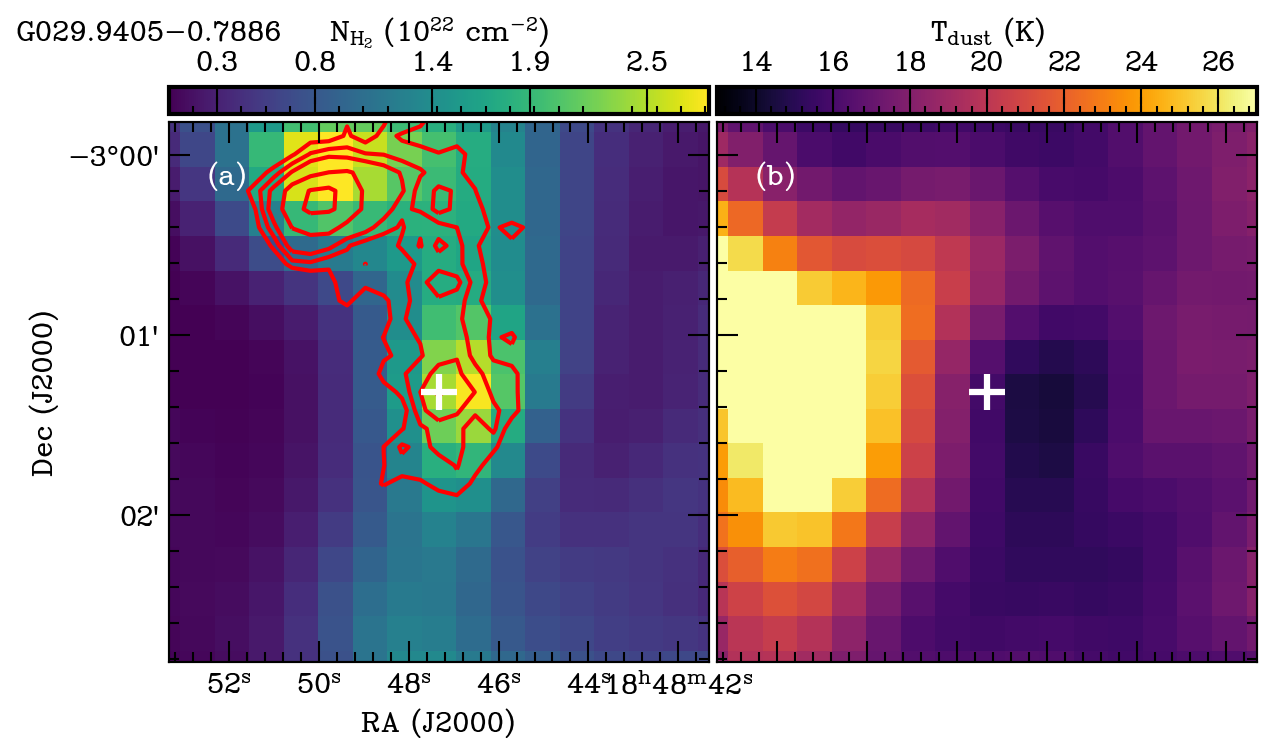 G029.9405−0.7886 N_H₂ (10²² cm⁻²) T_dust (K)
0.3 0.8 1.4 1.9 2.5 14 16 18 20 22 24 26
−3°00'
(a) (b)
01'
Dec (J2000)
02'
52ˢ 50ˢ 48ˢ 46ˢ 44ˢ 18ʰ48ᵐ42ˢ
RA (J2000)